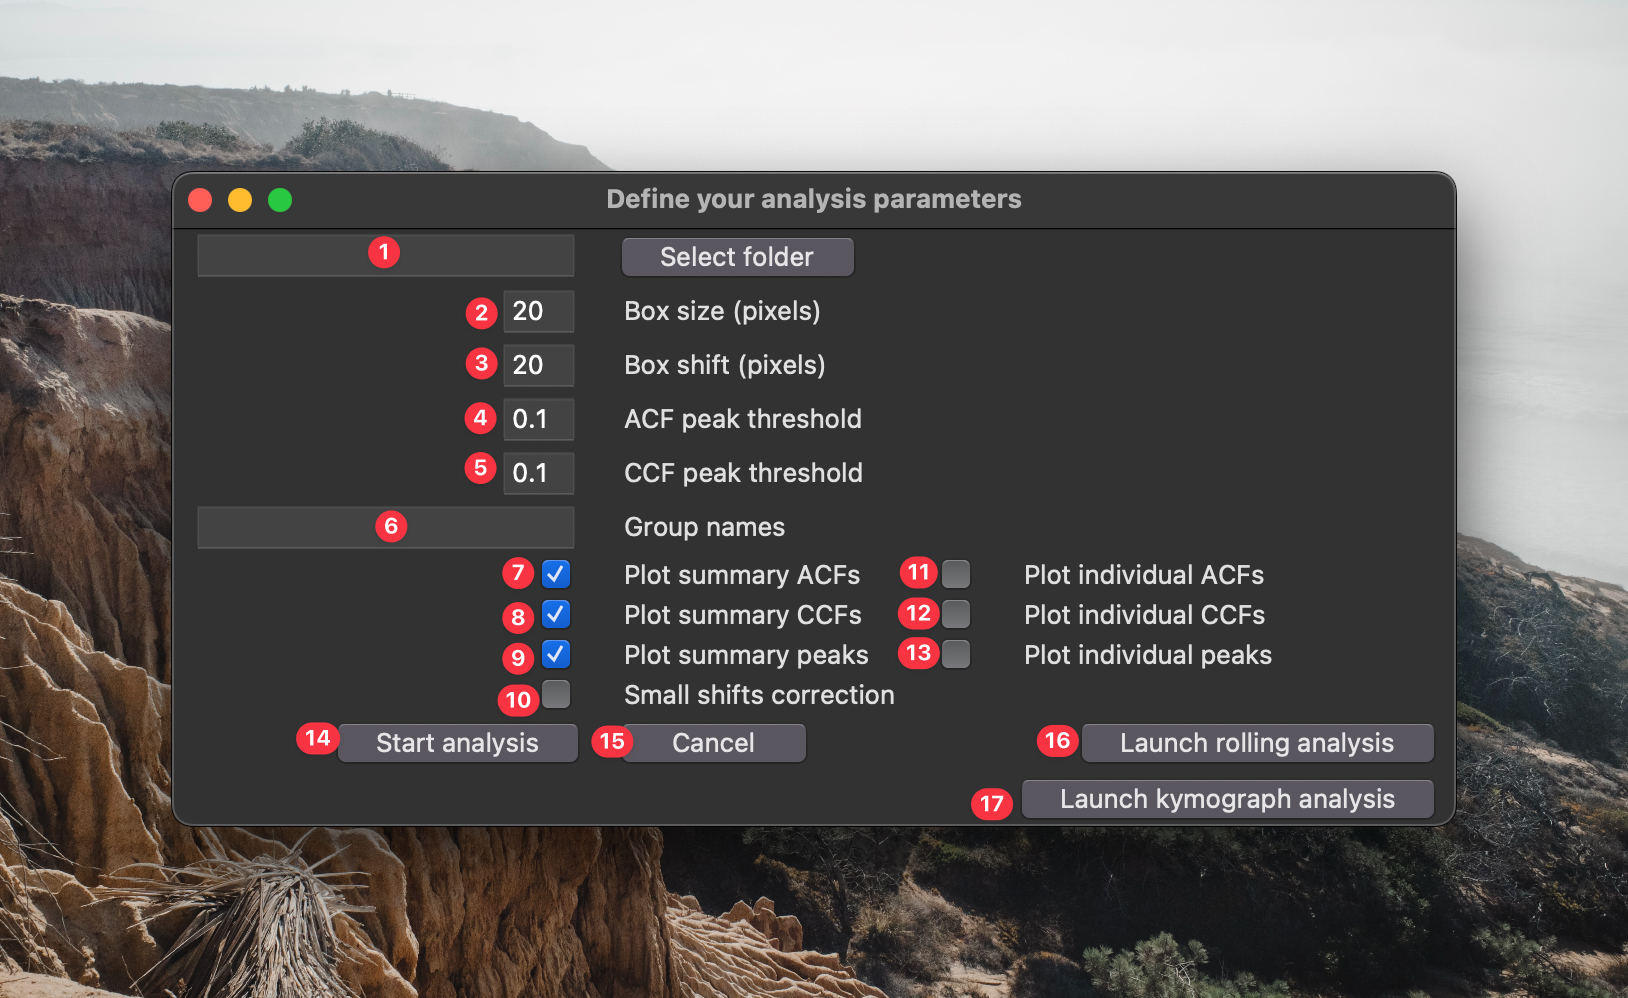 Define your analysis parameters
1 Select folder
2 20 Box size (pixels)
3 20 Box shift (pixels)
4 0.1 ACF peak threshold
5 0.1 CCF peak threshold
6 Group names
7 Plot summary ACFs 11 Plot individual ACFs
8 Plot summary CCFs 12 Plot individual CCFs
9 Plot summary peaks 13 Plot individual peaks
10 Small shifts correction
14 Start analysis 15 Cancel 16 Launch rolling analysis
17 Launch kymograph analysis